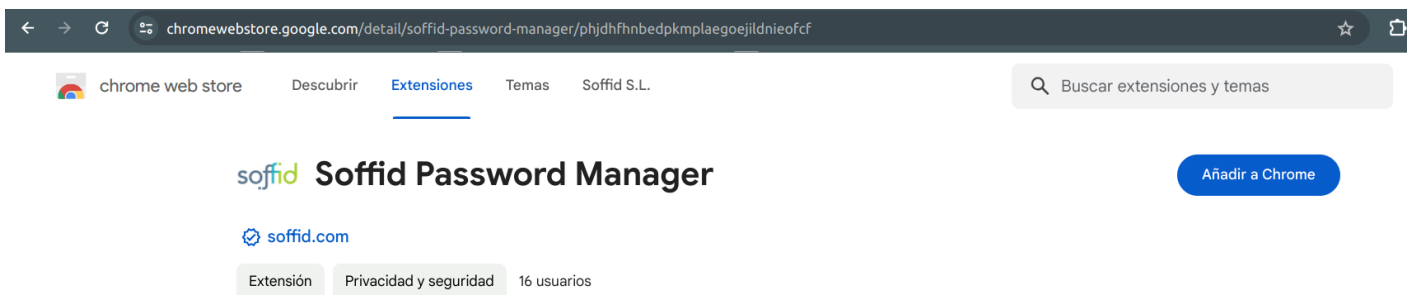 chromewebstore.google.com/detail/soffid-password-manager/phjdhfhnbedpkmplaegoejildnieofcf
chrome web store Descubrir Extensiones Temas Soffid S.L. Buscar extensiones y temas
soffid Soffid Password Manager Añadir a Chrome
soffid.com
Extensión Privacidad y seguridad 16 usuarios